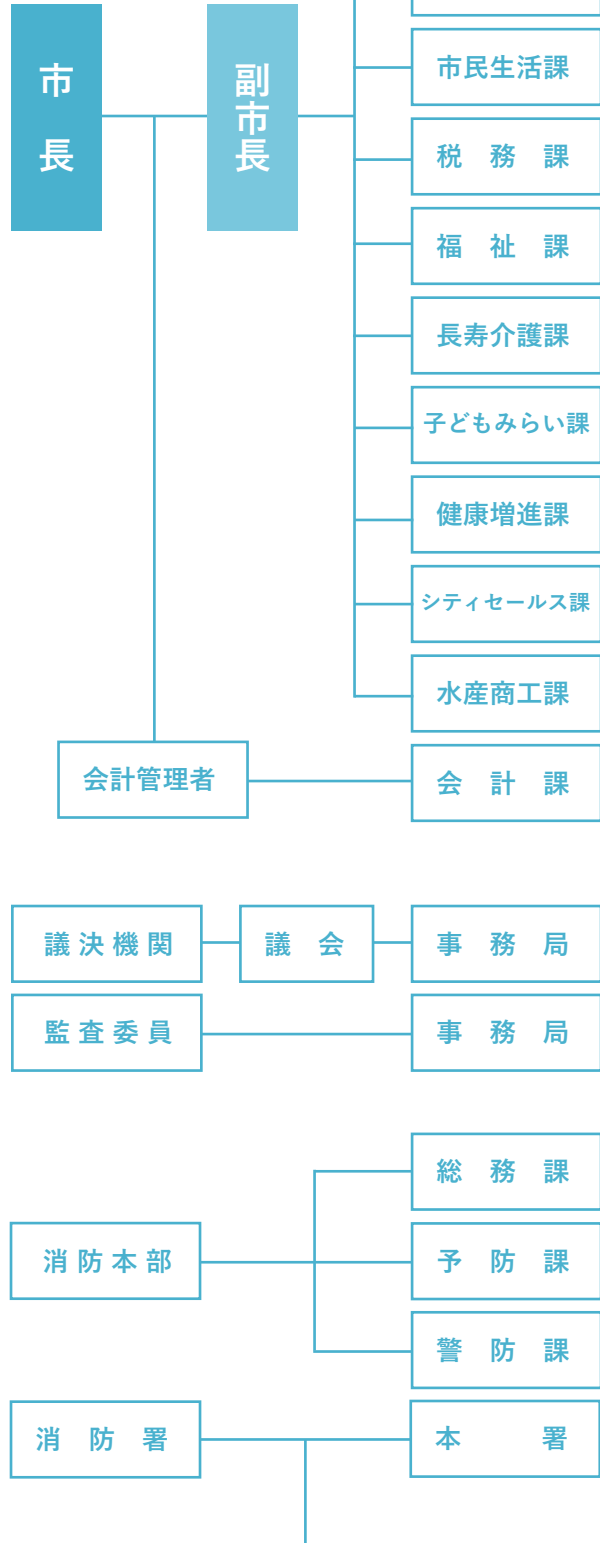 市長
副市長
市民生活課
税務課
福祉課
長寿介護課
子どもみらい課
健康増進課
シティセールス課
水産商工課
会計管理者
会計課
議決機関
議会
事務局
監査委員
事務局
総務課
消防本部
予防課
警防課
消防署
本署